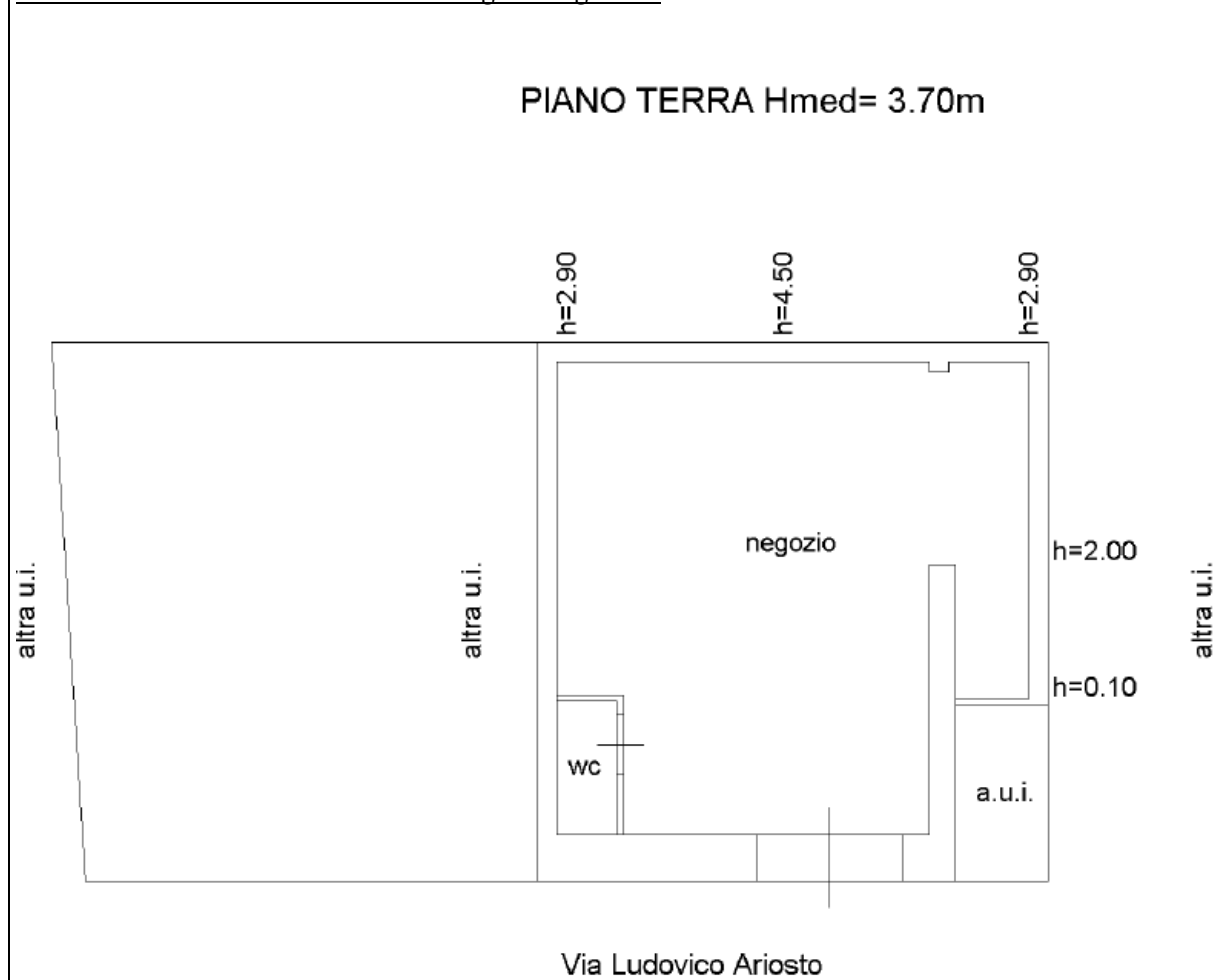 PIANO TERRA Hmed= 3.70m
h=2.90
h=4.50
h=2.90
negozio
h=2.00
altra u.i.
altra u.i.
altra u.i.
h=0.10
wc
a.u.i.
Via Ludovico Ariosto